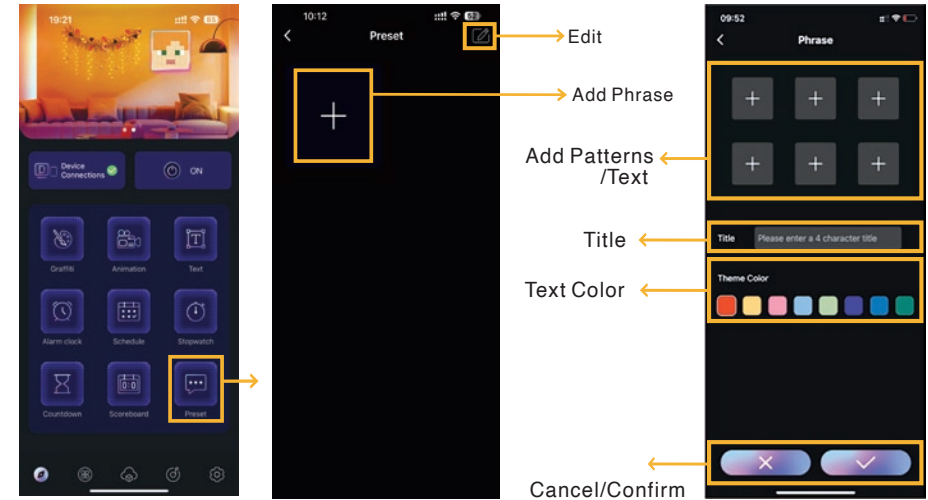 19:21
65
Device
Connections
ON
Graffiti
Animation
Text
Alarm clock
Schedule
Stopwatch
Countdown
Scoreboard
Preset
10:12
Preset
Edit
Add Phrase
09:52
Phrase
Add Patterns
/Text
Title
Title
Please enter a 4 character title
Text Color
Theme Color
Cancel/Confirm